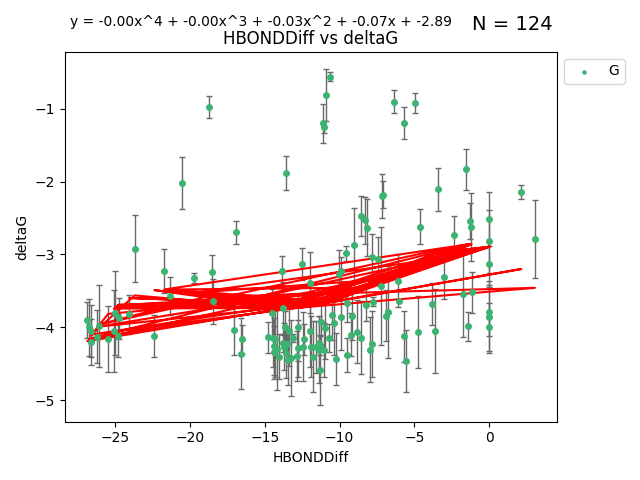 y = -0.00x^4 + -0.00x^3 + -0.03x^2 + -0.07x + -2.89
N = 124
HBONDDiff vs deltaG
G
deltaG
−1
−2
−3
−4
−5
−25
−20
−15
−10
−5
0
HBONDDiff